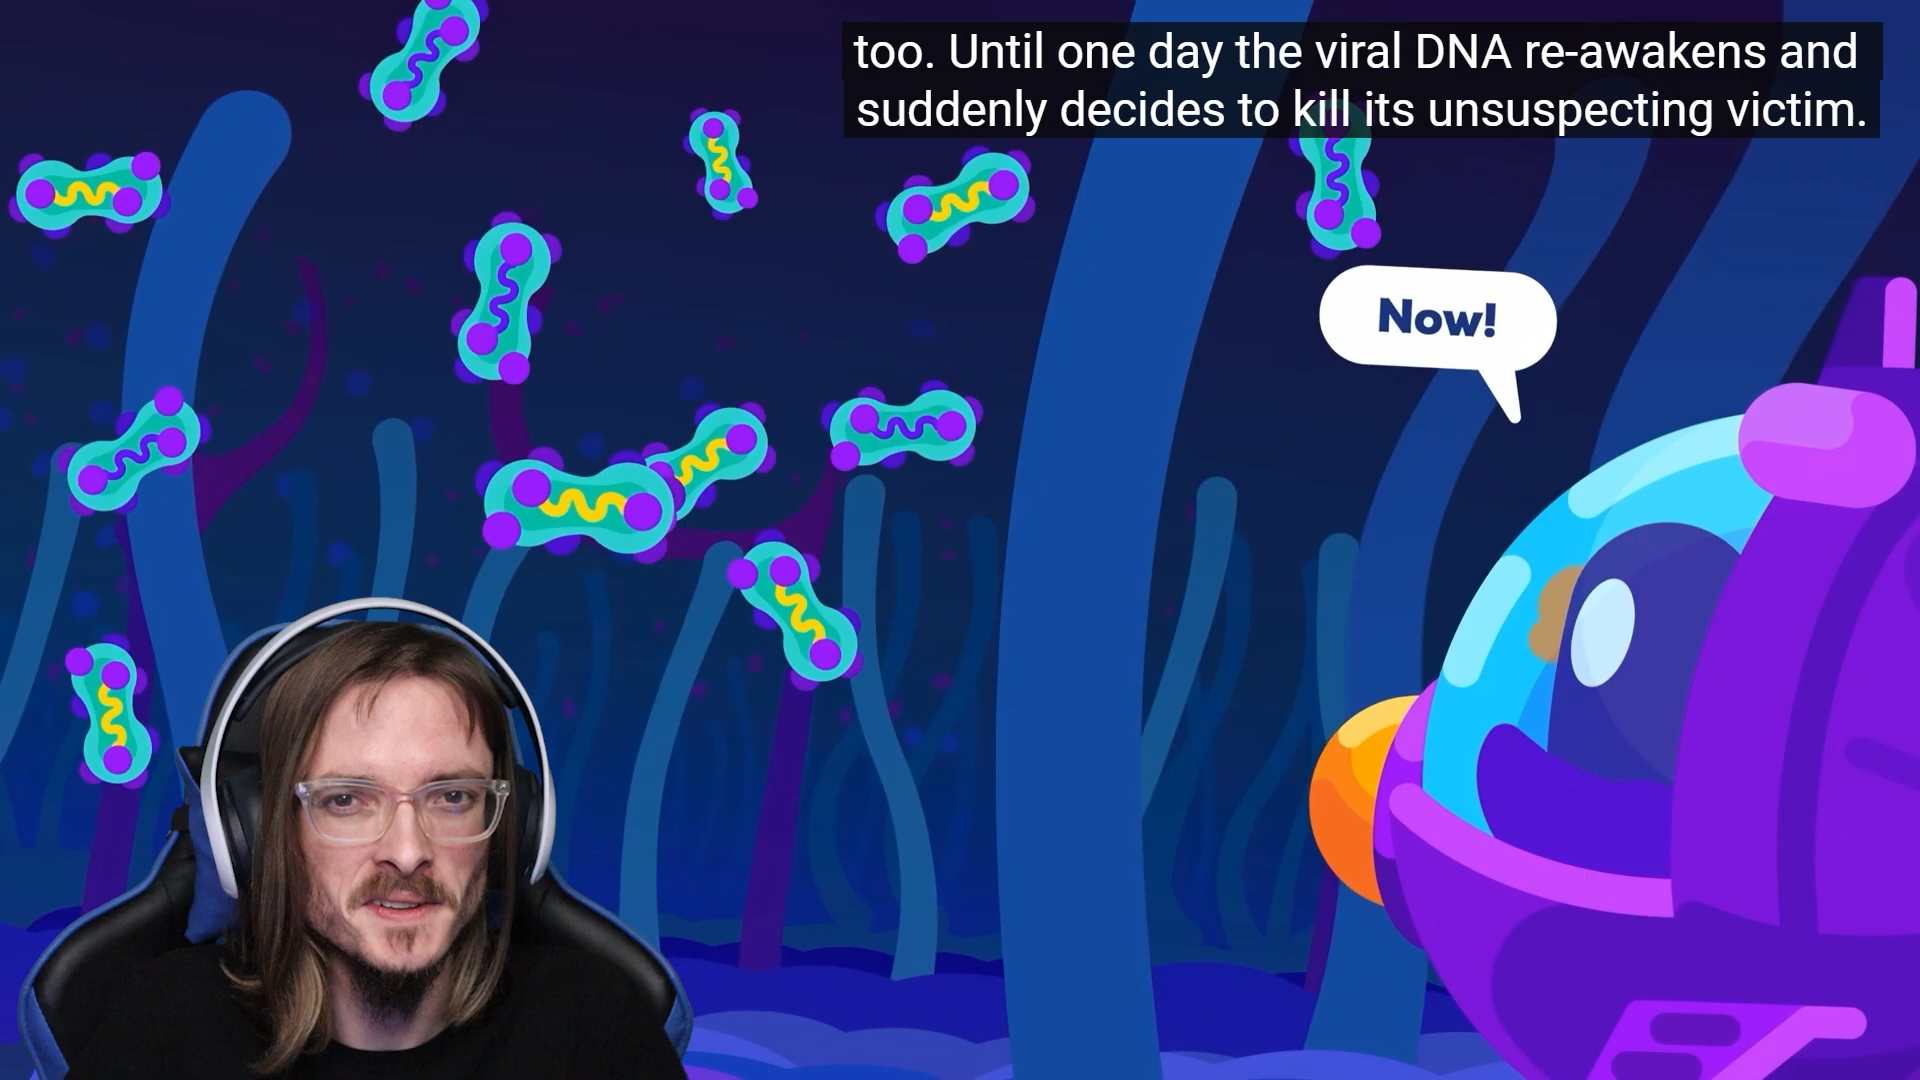 too. Until one day the viral DNA re-awakens and
suddenly decides to kill its unsuspecting victim.
Now!